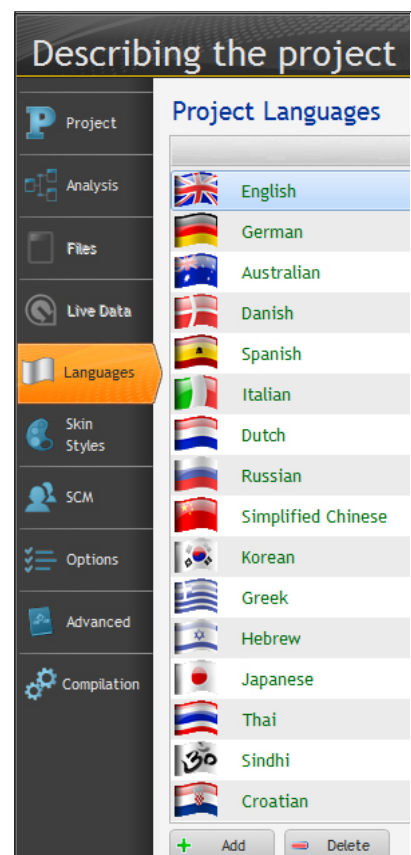 Describing the project
Project
Analysis
Files
Live Data
Languages
Skin
Styles
SCM
Options
Advanced
Compilation
Project Languages
English
German
Australian
Danish
Spanish
Italian
Dutch
Russian
Simplified Chinese
Korean
Greek
Hebrew
Japanese
Thai
Sindhi
Croatian
Add
Delete